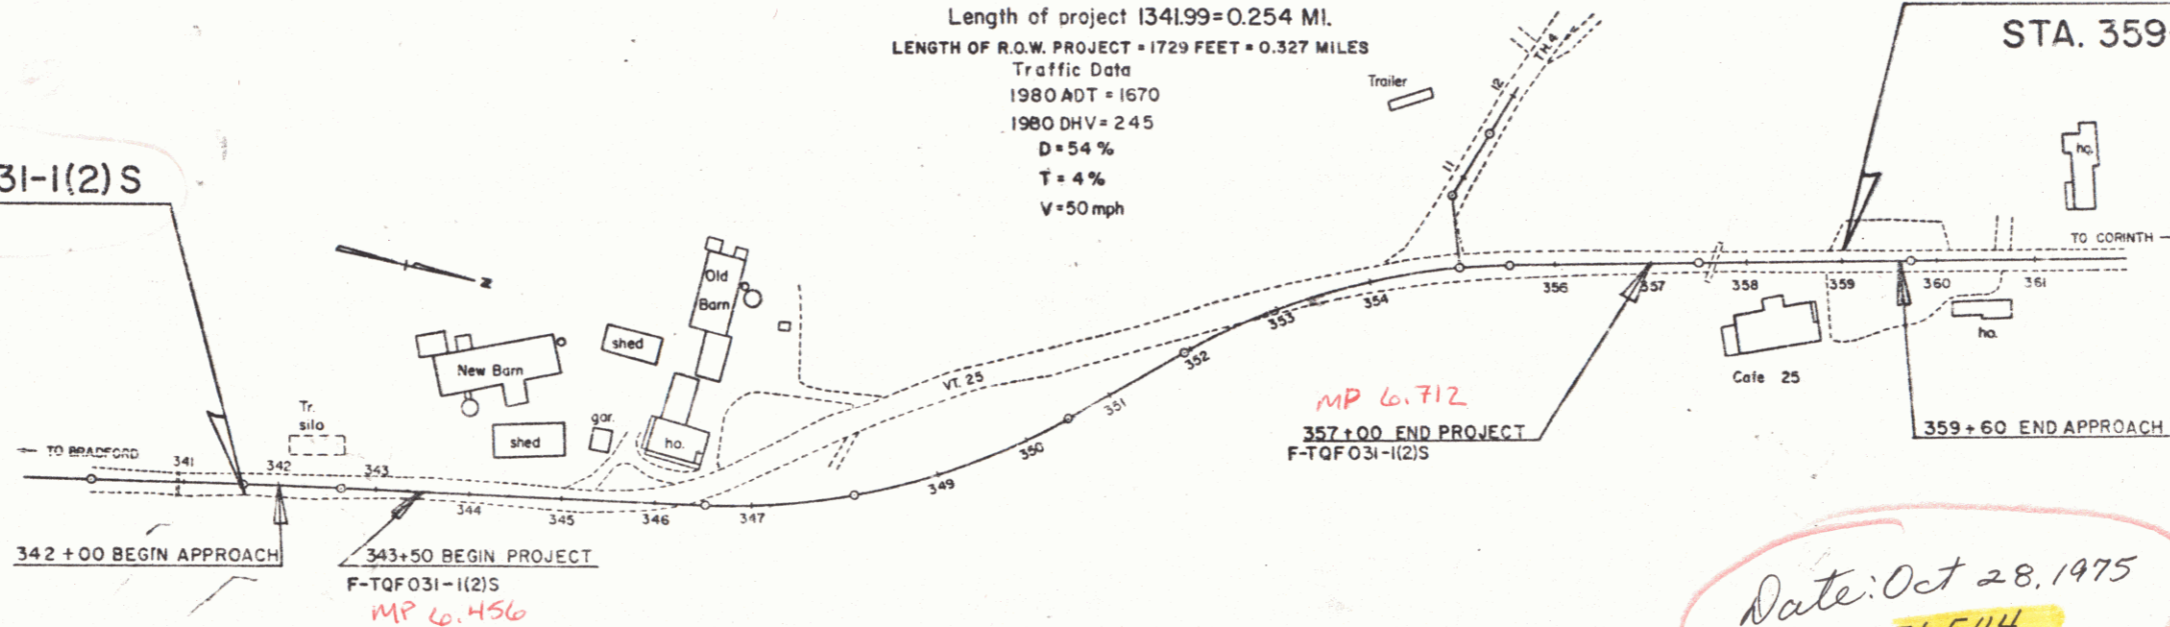 Length of project 1341.99=0.254 MI.
LENGTH OF R.O.W. PROJECT = 1729 FEET = 0.327 MILES
Traffic Data
1980 ADT = 1670
1980 DHV = 245
D = 54 %
T = 4 %
V = 50 mph
STA. 359
31-1(2) S
Trailer
T.H. 4
12
11
ho.
TO CORINTH
N
Old
Barn
shed
New Barn
Tr.
silo
gar.
shed
ho.
VT. 25
TO BRADFORD
341
342
343
344
345
346
347
349
350
351
352
353
354
356
357
358
359
360
361
Cafe 25
ho.
MP 6.712
357+00 END PROJECT
F-TQF031-1(2)S
359+60 END APPROACH
342+00 BEGIN APPROACH
343+50 BEGIN PROJECT
F-TQF031-1(2)S
MP 6.456
Date: Oct 28, 1975